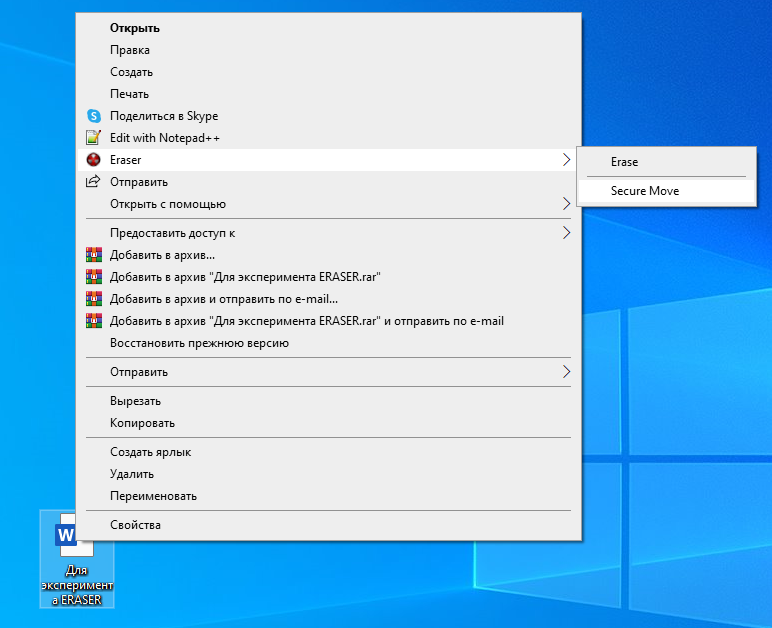 Открыть
Правка
Создать
Печать
Поделиться в Skype
Edit with Notepad++
Eraser
Erase
Secure Move
Отправить
Открыть с помощью
Предоставить доступ к
Добавить в архив...
Добавить в архив "Для эксперимента ERASER.rar"
Добавить в архив и отправить по e-mail...
Добавить в архив "Для эксперимента ERASER.rar" и отправить по e-mail
Восстановить прежнюю версию
Отправить
Вырезать
Копировать
Создать ярлык
Удалить
Переименовать
Свойства
W
Для
эксперимент
а ERASER